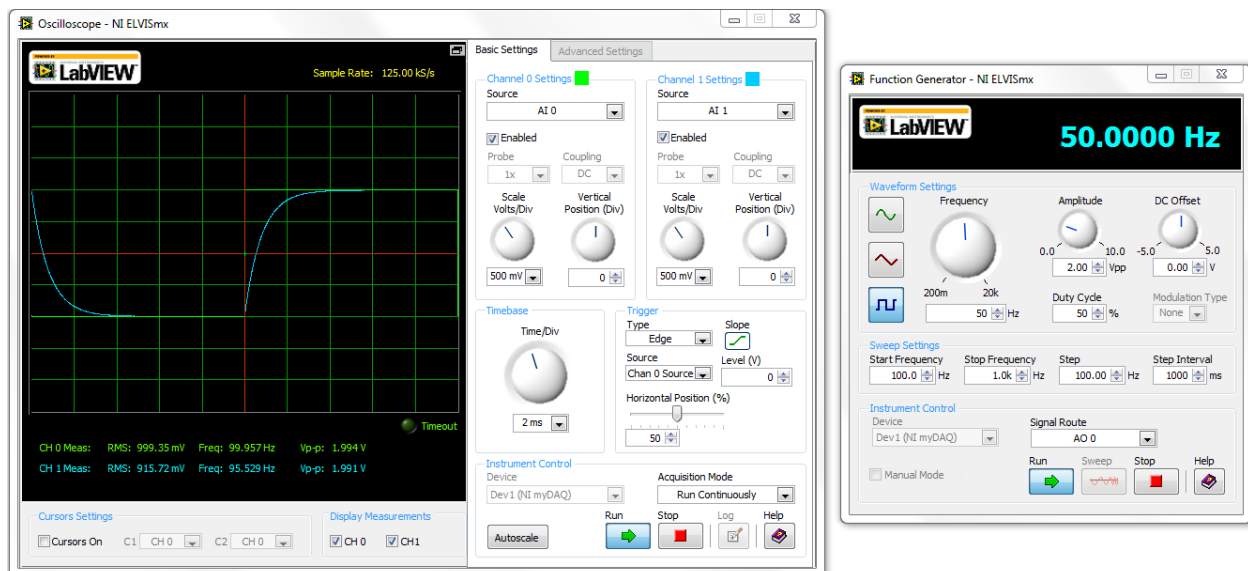 Oscilloscope - NI ELVISmx
LabVIEW
Sample Rate: 125.00 kS/s
Timeout
CH 0 Meas: RMS: 999.35 mV Freq: 99.957 Hz Vp-p: 1.994 V
CH 1 Meas: RMS: 915.72 mV Freq: 95.529 Hz Vp-p: 1.991 V
Cursors Settings
Cursors On C1 CH 0 C2 CH 0
Display Measurements
CH 0 CH1
Basic Settings Advanced Settings
Channel 0 Settings
Source
AI 0
Enabled
Probe Coupling
1x DC
Scale Vertical
Volts/Div Position (Div)
500 mV 0
Channel 1 Settings
Source
AI 1
Enabled
Probe Coupling
1x DC
Scale Vertical
Volts/Div Position (Div)
500 mV 0
Timebase
Time/Div
2 ms
Trigger
Type Slope
Edge
Source Level (V)
Chan 0 Source 0
Horizontal Position (%)
50
Instrument Control
Device Acquisition Mode
Dev1 (NI myDAQ) Run Continuously
Run Stop Log Help
Autoscale
Function Generator - NI ELVISmx
LabVIEW
50.0000 Hz
Waveform Settings
Frequency Amplitude DC Offset
0.0 10.0 -5.0 5.0
2.00 Vpp 0.00 V
200m 20k
Duty Cycle Modulation Type
50 Hz 50 % None
Sweep Settings
Start Frequency Stop Frequency Step Step Interval
100.0 Hz 1.0k Hz 100.00 Hz 1000 ms
Instrument Control
Device Signal Route
Dev1 (NI myDAQ) AO 0
Run Sweep Stop Help
Manual Mode